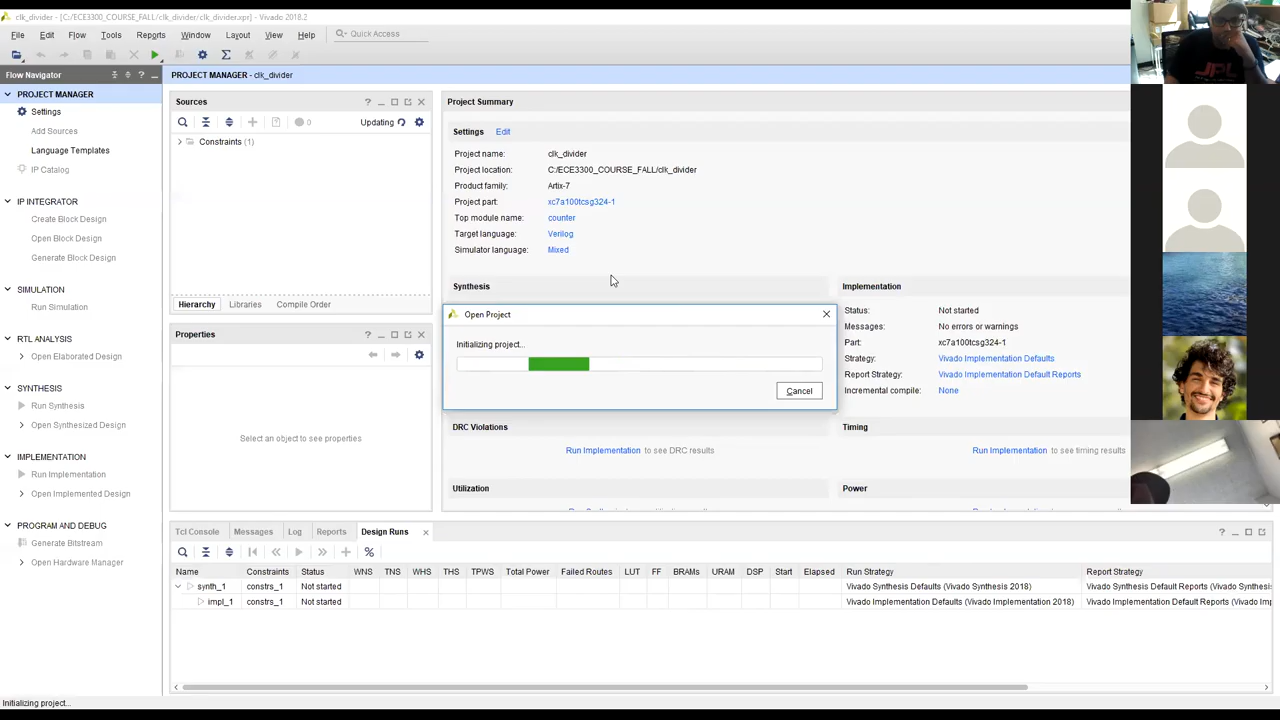 clk_divider - [C:/ECE3300_COURSE_FALL/clk_divider/clk_divider.xpr] - Vivado 2018.2
File Edit Flow Tools Reports Window Layout View Help Quick Access
Flow Navigator
PROJECT MANAGER
Settings
Add Sources
Language Templates
IP Catalog
IP INTEGRATOR
Create Block Design
Open Block Design
Generate Block Design
SIMULATION
Run Simulation
RTL ANALYSIS
Open Elaborated Design
SYNTHESIS
Run Synthesis
Open Synthesized Design
IMPLEMENTATION
Run Implementation
Open Implemented Design
PROGRAM AND DEBUG
Generate Bitstream
Open Hardware Manager
PROJECT MANAGER - clk_divider
Sources
0 Updating
Constraints (1)
Hierarchy Libraries Compile Order
Properties
Select an object to see properties
Project Summary
Settings Edit
Project name: clk_divider
Project location: C:/ECE3300_COURSE_FALL/clk_divider
Product family: Artix-7
Project part: xc7a100tcsg324-1
Top module name: counter
Target language: Verilog
Simulator language: Mixed
Synthesis
Open Project
Initializing project...
Cancel
Implementation
Status: Not started
Messages: No errors or warnings
Part: xc7a100tcsg324-1
Strategy: Vivado Implementation Defaults
Report Strategy: Vivado Implementation Default Reports
Incremental compile: None
DRC Violations
Run Implementation to see DRC results
Timing
Run Implementation to see timing results
Utilization
Power
Tcl Console Messages Log Reports Design Runs
Name Constraints Status WNS TNS WHS THS TPWS Total Power Failed Routes LUT FF BRAMs URAM DSP Start Elapsed Run Strategy Report Strategy
synth_1 constrs_1 Not started Vivado Synthesis Defaults (Vivado Synthesis 2018) Vivado Synthesis Default Reports (Vivado Synthesis
impl_1 constrs_1 Not started Vivado Implementation Defaults (Vivado Implementation 2018) Vivado Implementation Default Reports (Vivado Imp
Initializing project...
JPL